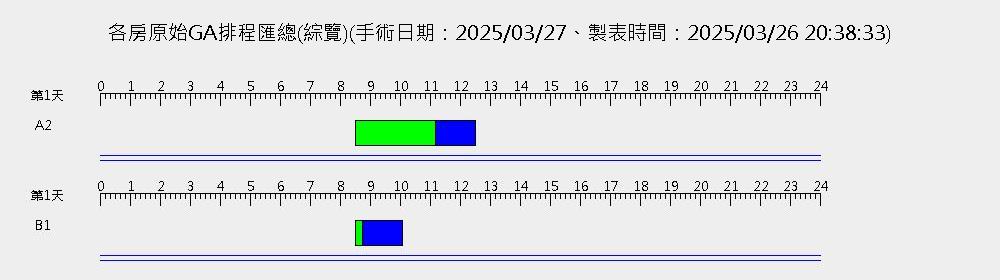 各房原始GA排程匯總(綜覽)(手術日期：2025/03/27、製表時間：2025/03/26 20:38:33)
第1天 0 1 2 3 4 5 6 7 8 9 10 11 12 13 14 15 16 17 18 19 20 21 22 23 24
A2
第1天 0 1 2 3 4 5 6 7 8 9 10 11 12 13 14 15 16 17 18 19 20 21 22 23 24
B1